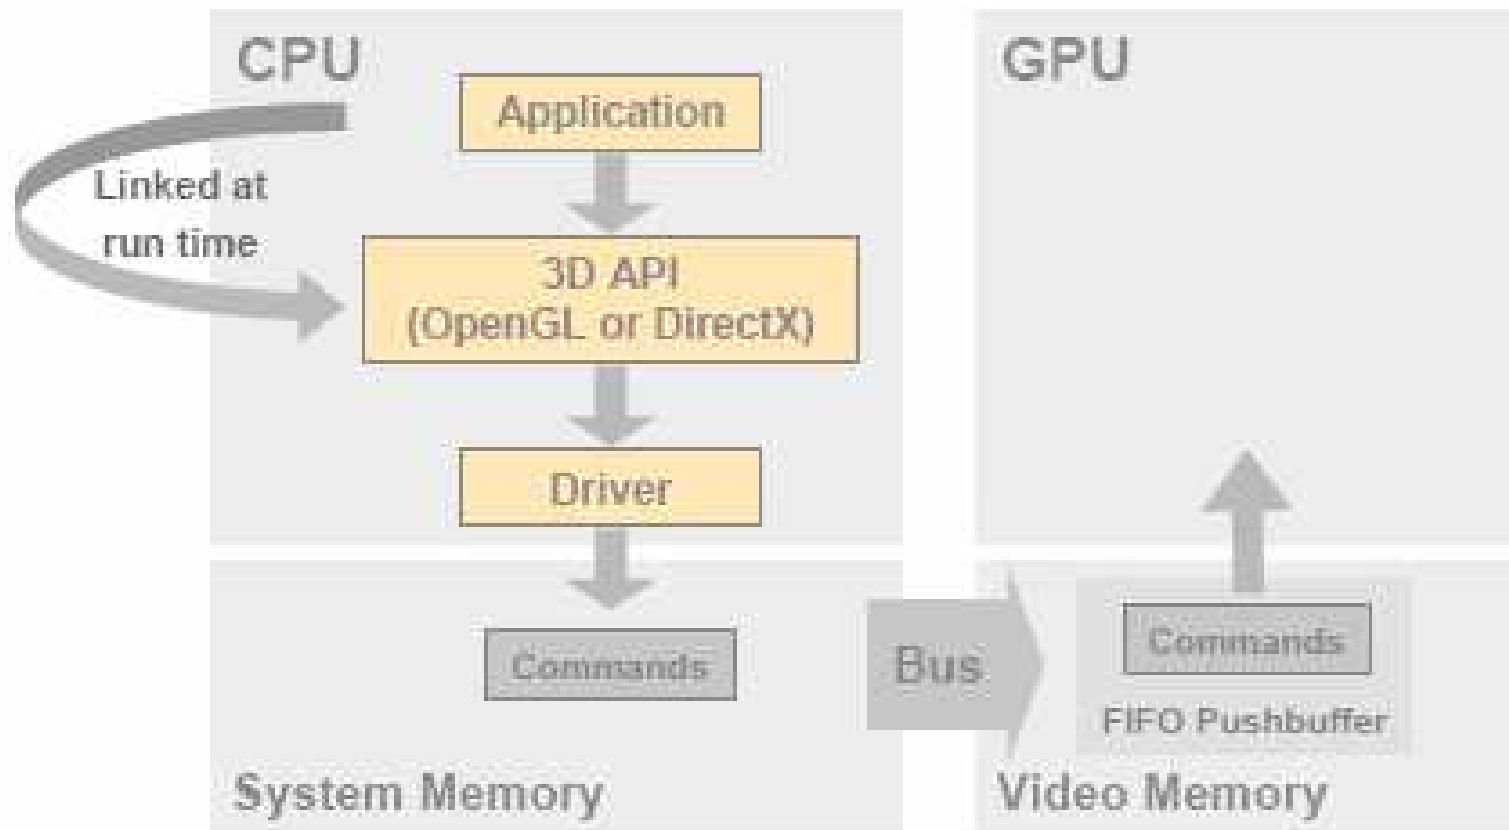 CPU
GPU
Application
Linked at
run time
3D API
(OpenGL or DirectX)
Driver
Commands
Bus
Commands
FIFO Pushbuffer
System Memory
Video Memory